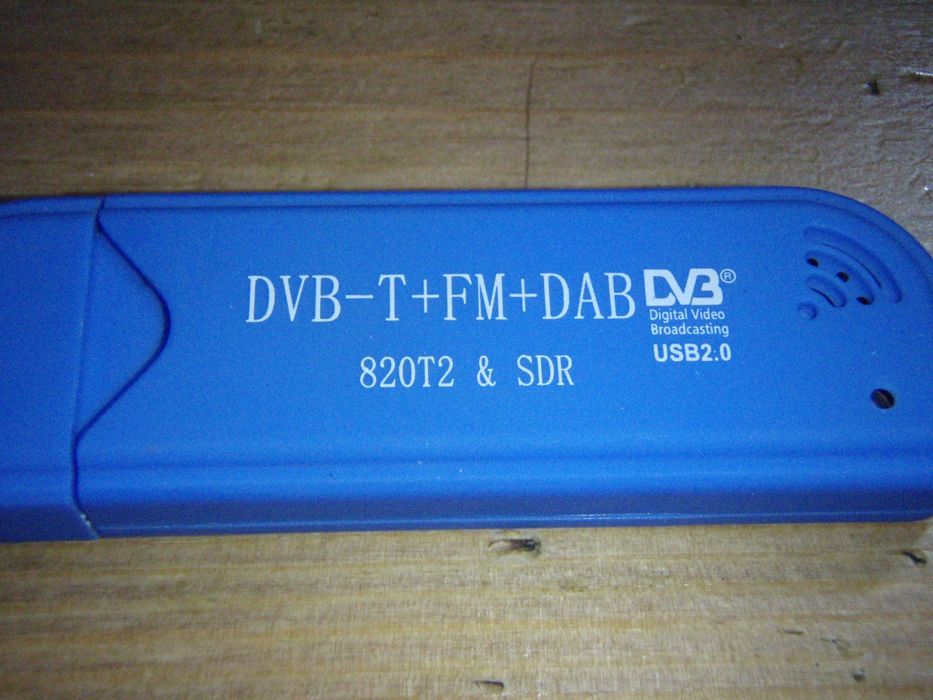 DVB-T+FM+DAB
820T2 & SDR
DVB®
Digital Video
Broadcasting
USB2.0